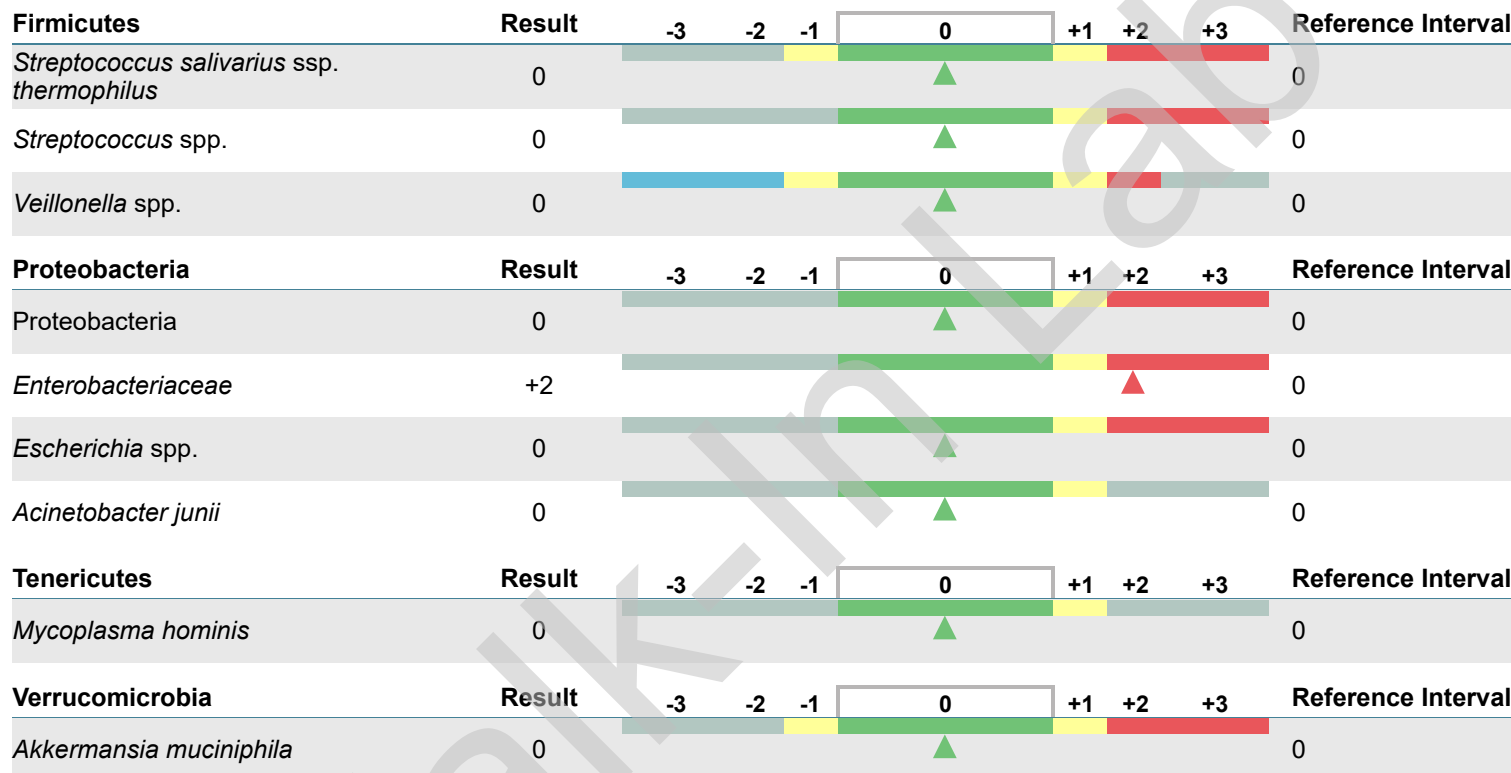 Firmicutes Result -3 -2 -1 0 +1 +2 +3 Reference Interval
Streptococcus salivarius ssp.
thermophilus 0 0
Streptococcus spp. 0 0
Veillonella spp. 0 0
Proteobacteria Result -3 -2 -1 0 +1 +2 +3 Reference Interval
Proteobacteria 0 0
Enterobacteriaceae +2 0
Escherichia spp. 0 0
Acinetobacter junii 0 0
Tenericutes Result -3 -2 -1 0 +1 +2 +3 Reference Interval
Mycoplasma hominis 0 0
Verrucomicrobia Result -3 -2 -1 0 +1 +2 +3 Reference Interval
Akkermansia muciniphila 0 0
alk-In Lab